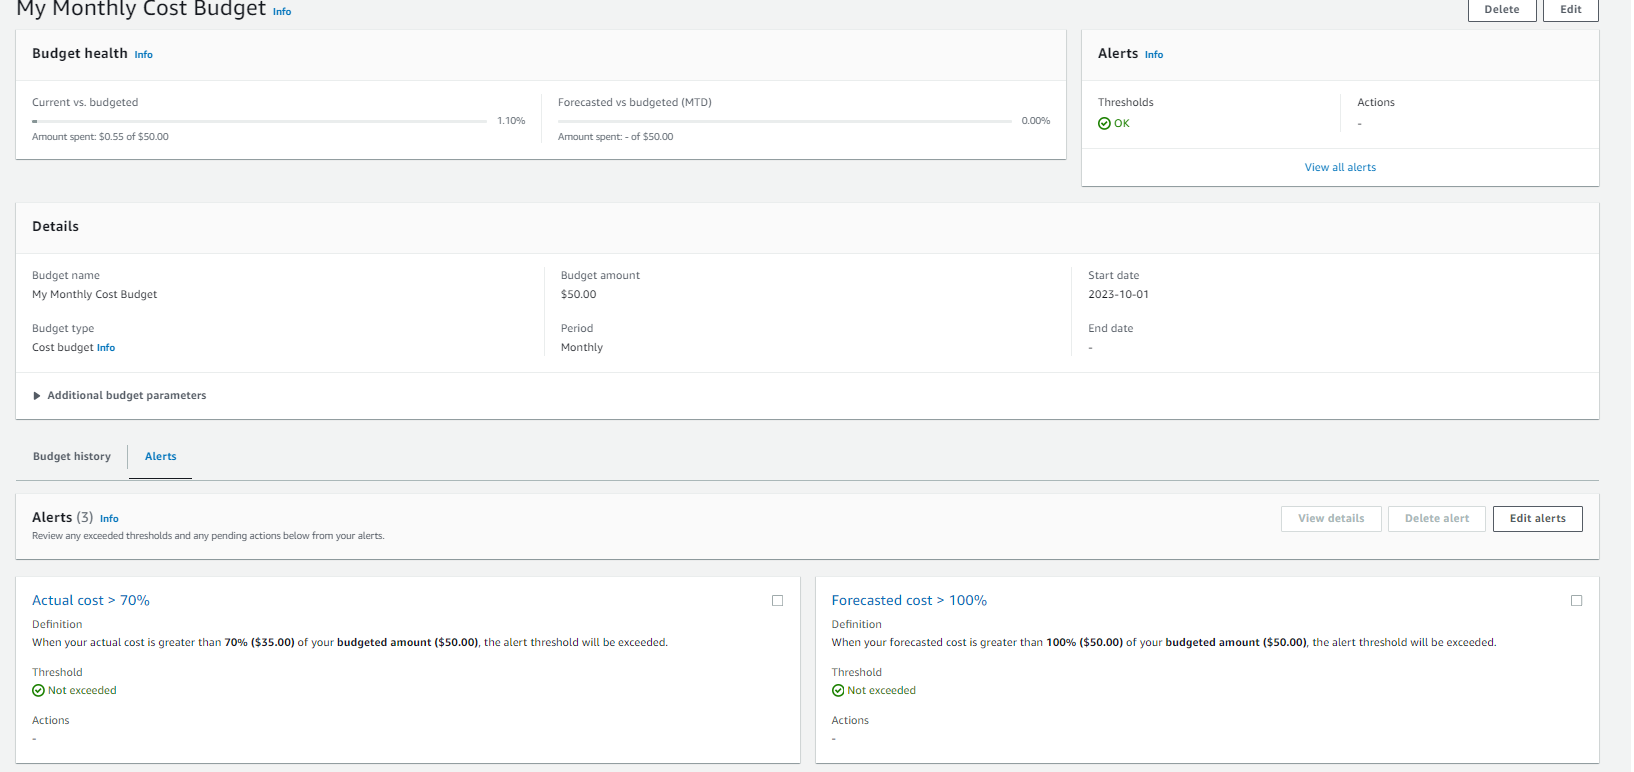 My Monthly Cost Budget Info
Delete Edit
Budget health Info
Current vs. budgeted
1.10%
Amount spent: $0.55 of $50.00
Forecasted vs budgeted (MTD)
0.00%
Amount spent: - of $50.00
Alerts Info
Thresholds
OK
Actions
-
View all alerts
Details
Budget name
My Monthly Cost Budget
Budget type
Cost budget Info
Budget amount
$50.00
Period
Monthly
Start date
2023-10-01
End date
-
Additional budget parameters
Budget history Alerts
Alerts (3) Info
Review any exceeded thresholds and any pending actions below from your alerts.
View details Delete alert Edit alerts
Actual cost > 70%
Definition
When your actual cost is greater than 70% ($35.00) of your budgeted amount ($50.00), the alert threshold will be exceeded.
Threshold
Not exceeded
Actions
-
Forecasted cost > 100%
Definition
When your forecasted cost is greater than 100% ($50.00) of your budgeted amount ($50.00), the alert threshold will be exceeded.
Threshold
Not exceeded
Actions
-